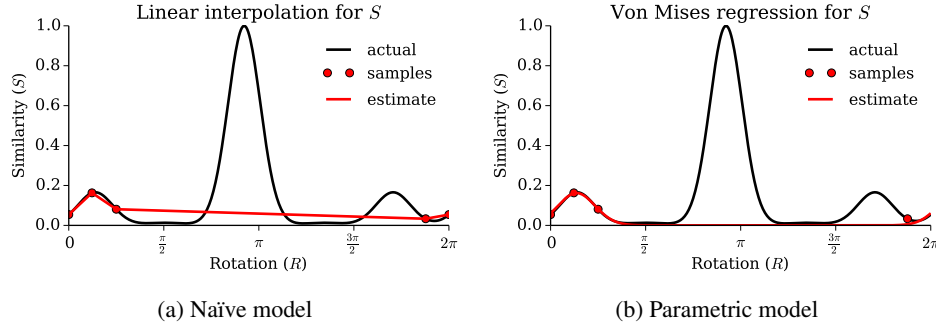 Linear interpolation for S
Similarity (S)
1.0
0.8
0.6
0.4
0.2
0.0
0
π/2
π
3π/2
2π
Rotation (R)
actual
samples
estimate
(a) Naïve model
Von Mises regression for S
Similarity (S)
1.0
0.8
0.6
0.4
0.2
0.0
0
π/2
π
3π/2
2π
Rotation (R)
actual
samples
estimate
(b) Parametric model